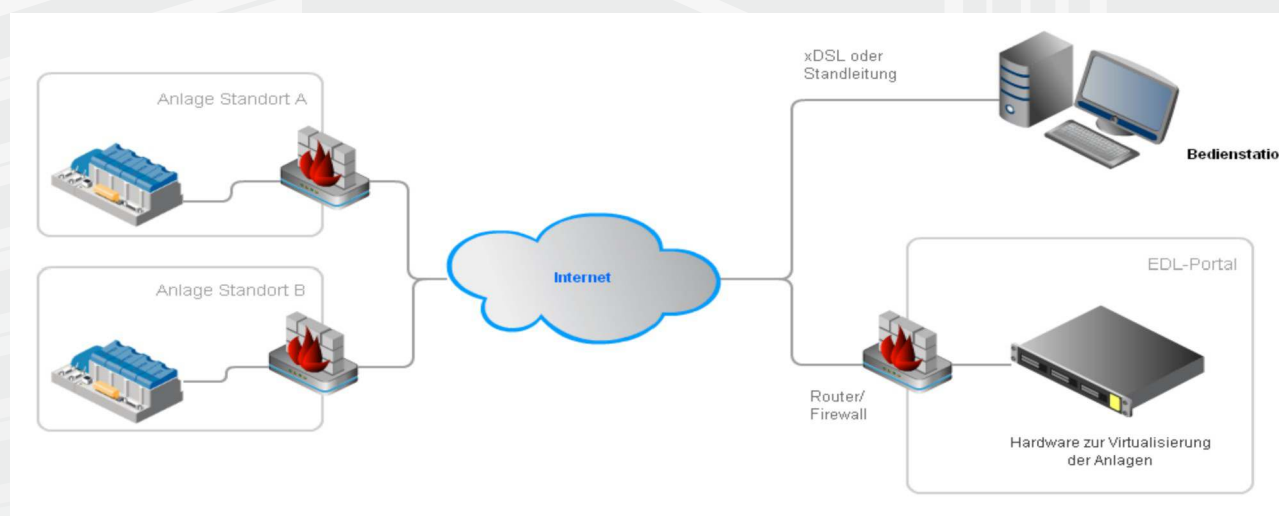 xDSL oder
Standleitung
Anlage Standort A
Bedienstatio
Anlage Standort B
Internet
EDL-Portal
Router/
Firewall
Hardware zur Virtualisierung
der Anlagen